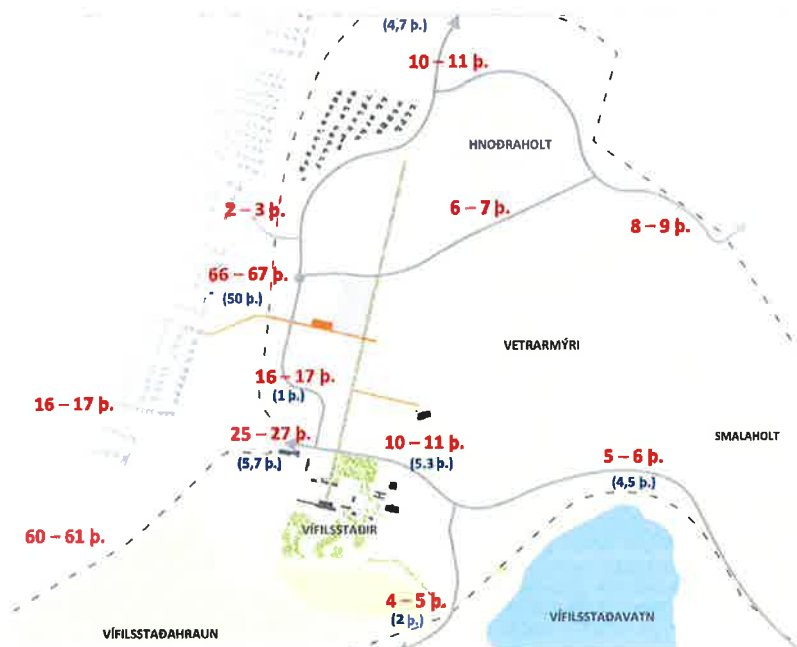 (4,7 þ.)
10 – 11 þ.
HNOÐRAHOLT
2 – 3 þ.
6 – 7 þ.
8 – 9 þ.
66 – 67 þ.
(50 þ.)
VETRARMÝRI
16 – 17 þ.
(1 þ.)
16 – 17 þ.
25 – 27 þ.
(5,7 þ.)
10 – 11 þ.
(5.3 þ.)
SMALAHOLT
5 – 6 þ.
(4,5 þ.)
VÍFILSSTAÐIR
60 – 61 þ.
4 – 5 þ.
(2 þ.)
VÍFILSSTAÐAVATN
VÍFILSSTAÐAHRAUN